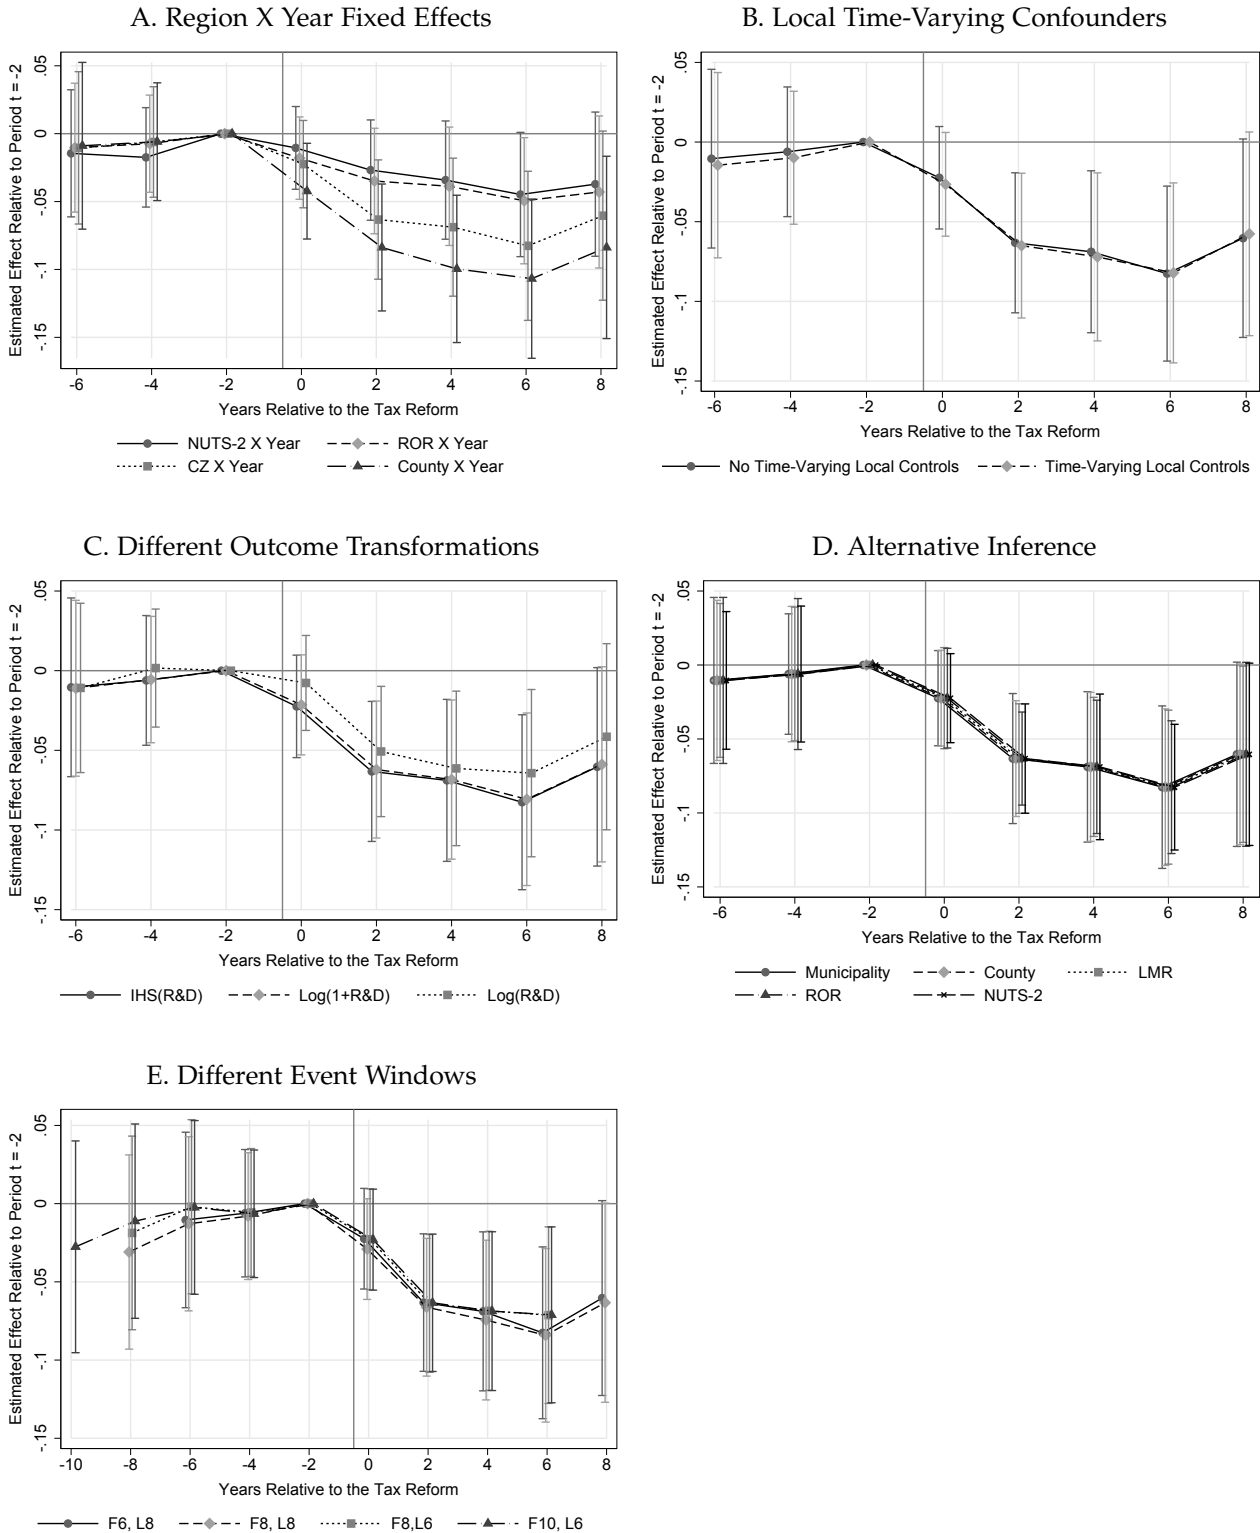 A. Region X Year Fixed Effects
Estimated Effect Relative to Period t = -2
.05
0
-.05
-.1
-.15
-6 -4 -2 0 2 4 6 8
Years Relative to the Tax Reform
NUTS-2 X Year ROR X Year
CZ X Year County X Year
B. Local Time-Varying Confounders
Estimated Effect Relative to Period t = -2
.05
0
-.05
-.1
-.15
-6 -4 -2 0 2 4 6 8
Years Relative to the Tax Reform
No Time-Varying Local Controls Time-Varying Local Controls
C. Different Outcome Transformations
Estimated Effect Relative to Period t = -2
.05
0
-.05
-.1
-.15
-6 -4 -2 0 2 4 6 8
Years Relative to the Tax Reform
IHS(R&D) Log(1+R&D) Log(R&D)
D. Alternative Inference
Estimated Effect Relative to Period t = -2
.05
0
-.05
-.1
-.15
-6 -4 -2 0 2 4 6 8
Years Relative to the Tax Reform
Municipality County LMR
ROR NUTS-2
E. Different Event Windows
Estimated Effect Relative to Period t = -2
.05
0
-.05
-.1
-.15
-10 -8 -6 -4 -2 0 2 4 6 8
Years Relative to the Tax Reform
F6, L8 F8, L8 F8,L6 F10, L6